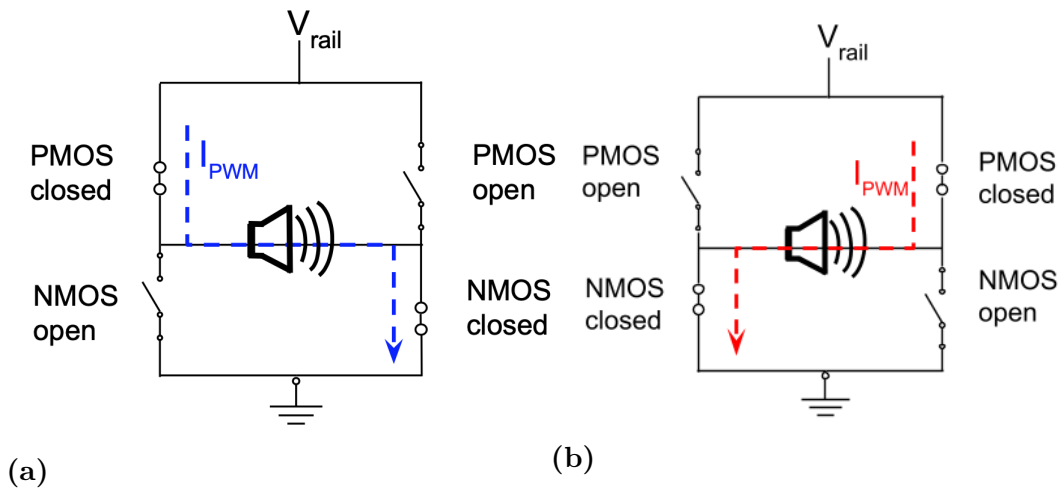 V rail
PMOS
closed
I PWM
PMOS
open
NMOS
open
NMOS
closed
(a)
V rail
PMOS
open
I PWM
PMOS
closed
NMOS
closed
NMOS
open
(b)